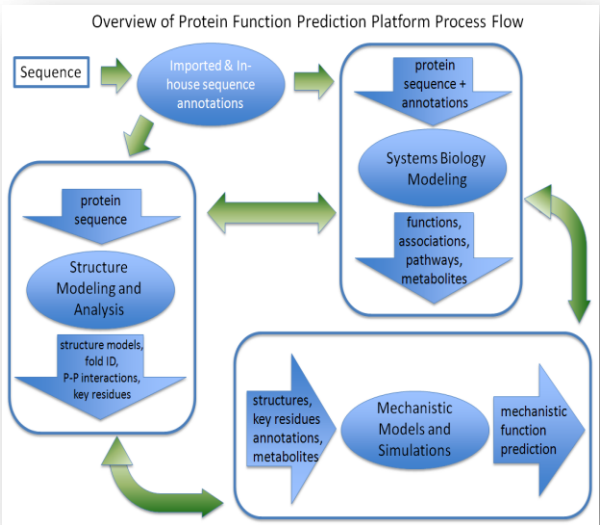 Overview of Protein Function Prediction Platform Process Flow
Sequence
Imported & In-
house sequence
annotations
protein
sequence +
annotations
Systems Biology
Modeling
functions,
associations,
pathways,
metabolites
protein
sequence
Structure
Modeling and
Analysis
structure models,
fold ID,
P-P interactions,
key residues
structures,
key residues
annotations,
metabolites
Mechanistic
Models and
Simulations
mechanistic
function
prediction